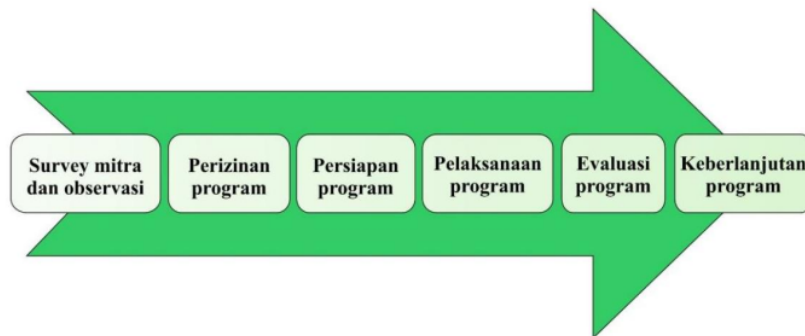 Survey mitra
dan observasi
Perizinan
program
Persiapan
program
Pelaksanaan
program
Evaluasi
program
Keberlanjutan
program